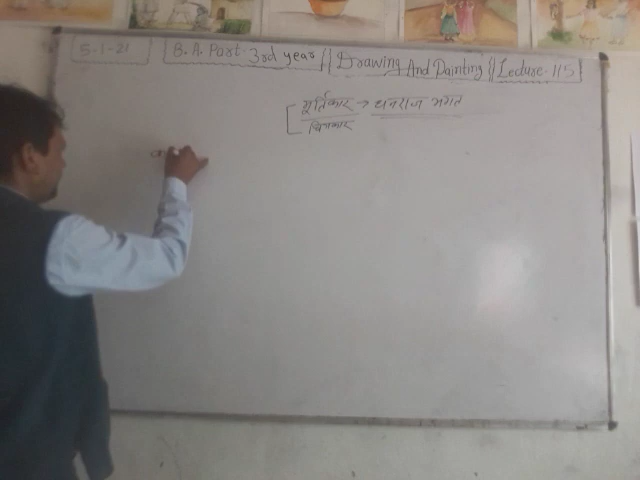 5-1-21
B.A. Part-3rd year || Drawing And Painting || Lecture-115
मूर्तिकार → धनराज भगत
चित्रकार